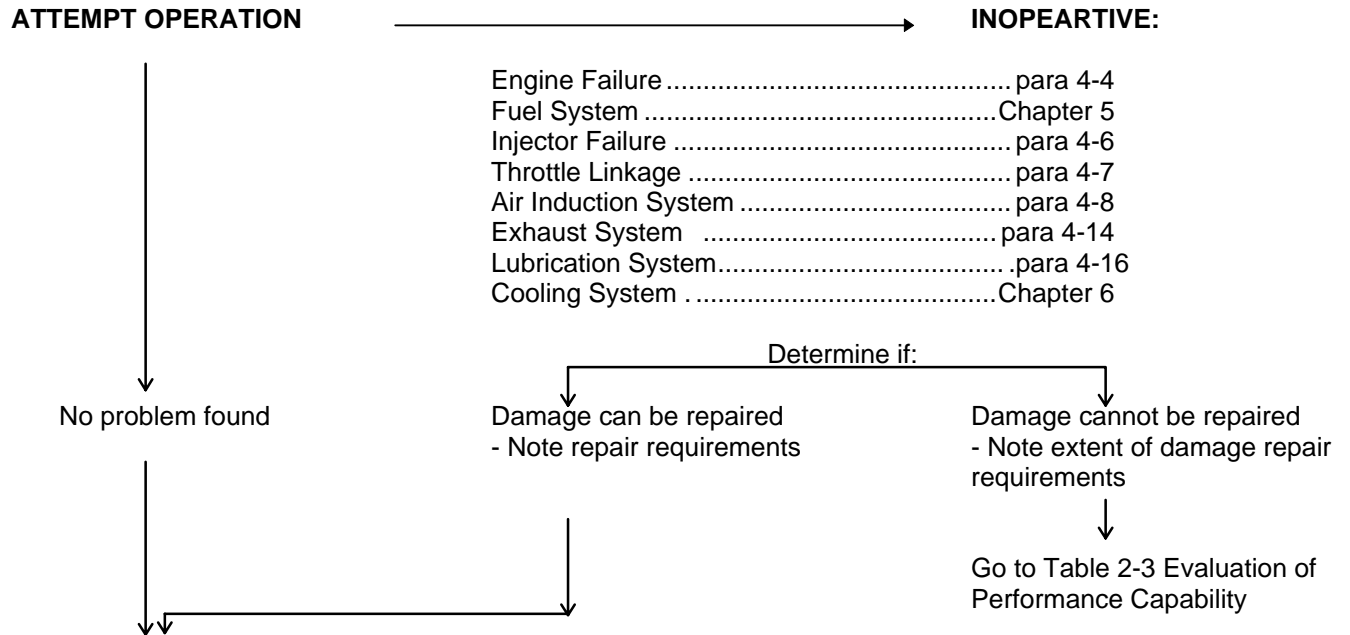 ATTEMPT OPERATION
INOPEARTIVE:
Engine Failure.................................................. para 4-4
Fuel System ...................................................Chapter 5
Injector Failure ............................................. para 4-6
Throttle Linkage ............................................... para 4-7
Air Induction System ........................................ para 4-8
Exhaust System .......................................... para 4-14
Lubrication System......................................... .para 4-16
Cooling System . ...........................................Chapter 6
Determine if:
No problem found
Damage can be repaired
- Note repair requirements
Damage cannot be repaired
- Note extent of damage repair
requirements
Go to Table 2-3 Evaluation of
Performance Capability